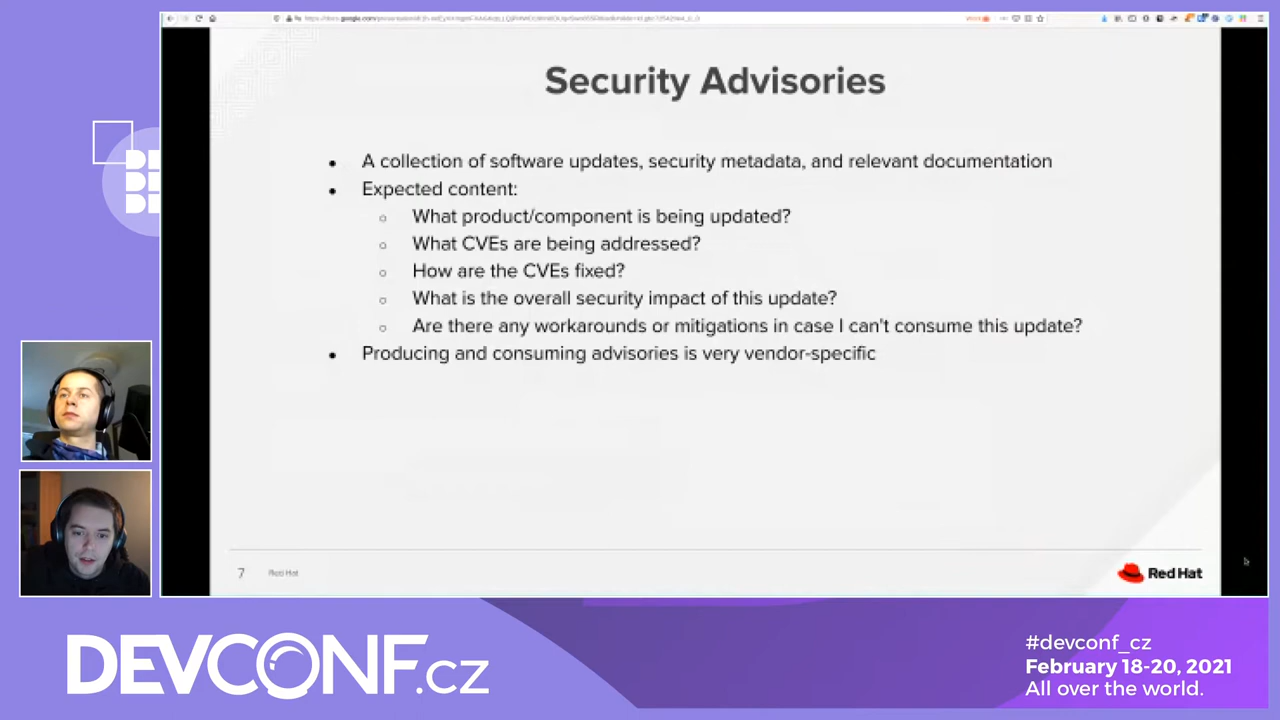 Security Advisories
● A collection of software updates, security metadata, and relevant documentation
● Expected content:
○ What product/component is being updated?
○ What CVEs are being addressed?
○ How are the CVEs fixed?
○ What is the overall security impact of this update?
○ Are there any workarounds or mitigations in case I can't consume this update?
● Producing and consuming advisories is very vendor-specific
7 Red Hat
Red Hat
DEVCONF.cz
#devconf_cz
February 18-20, 2021
All over the world.